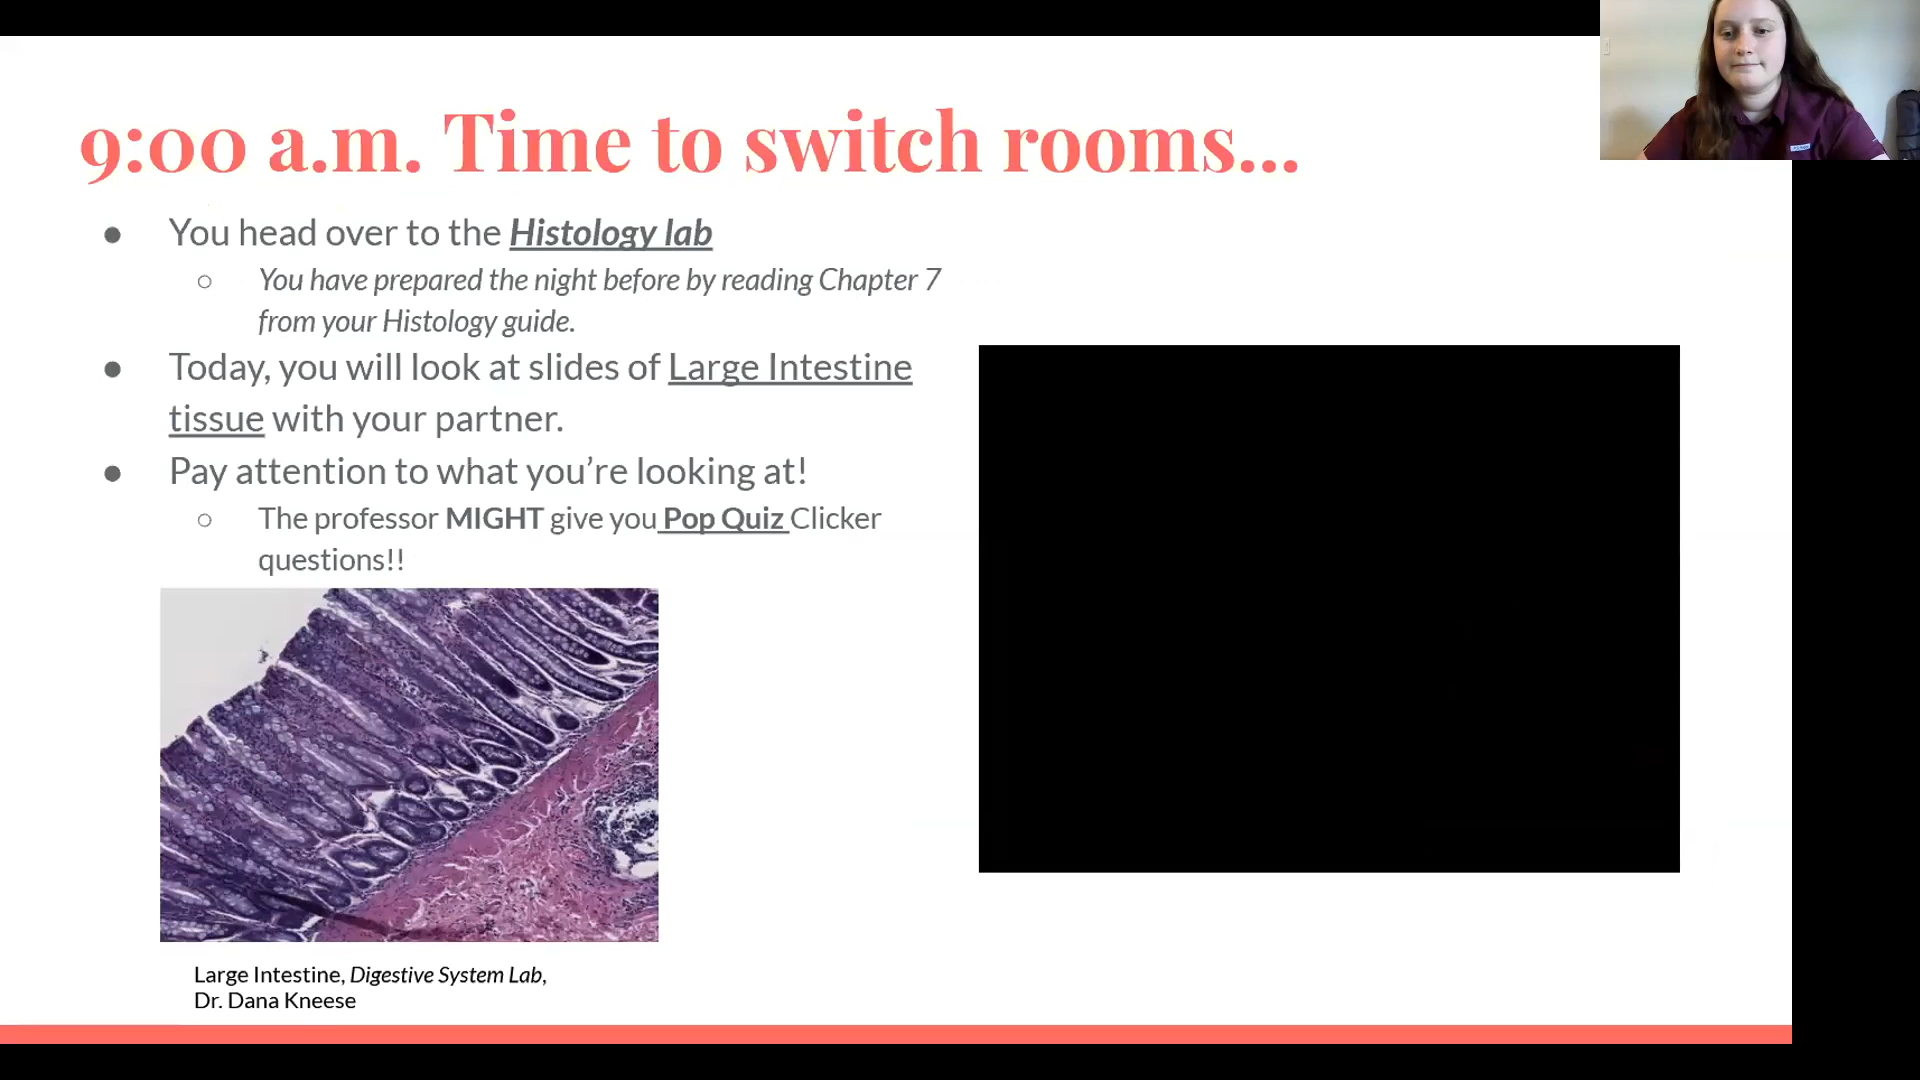 9:00 a.m. Time to switch rooms...
You head over to the Histology lab
You have prepared the night before by reading Chapter 7
from your Histology guide.
Today, you will look at slides of Large Intestine
tissue with your partner.
Pay attention to what you’re looking at!
The professor MIGHT give you Pop Quiz Clicker
questions!!
Large Intestine, Digestive System Lab,
Dr. Dana Kneese